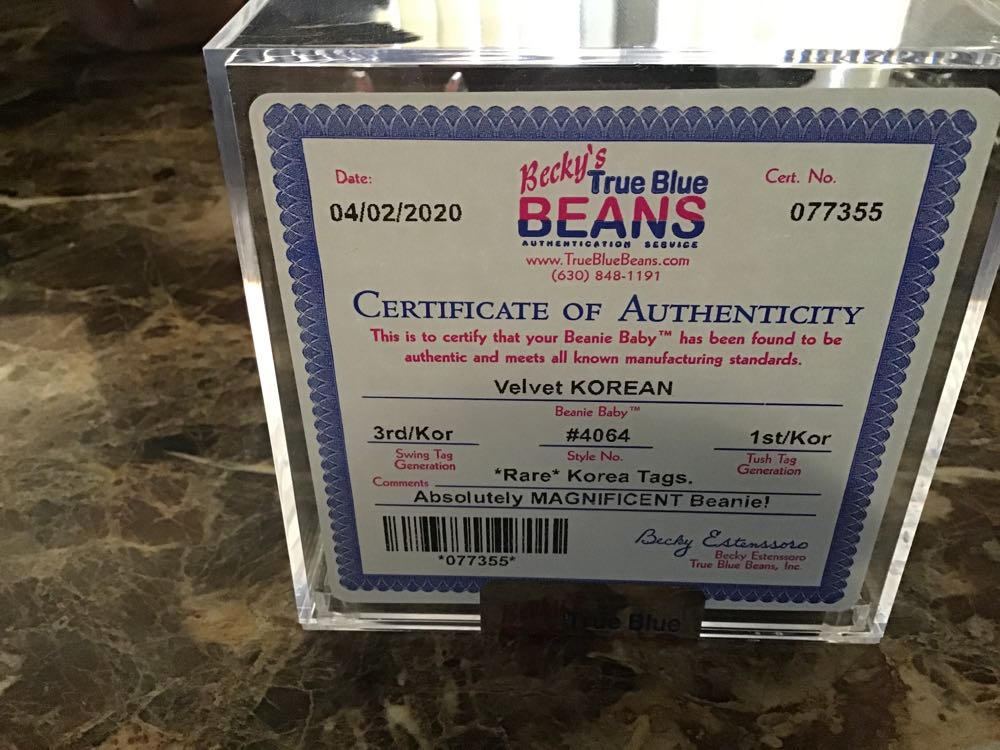 Date:
04/02/2020
Becky's
True Blue
BEANS
AUTHENTICATION SERVICE
www.TrueBlueBeans.com
(630) 848-1191
Cert. No.
077355
CERTIFICATE OF AUTHENTICITY
This is to certify that your Beanie Baby™ has been found to be
authentic and meets all known manufacturing standards.
Velvet KOREAN
Beanie Baby™
3rd/Kor
Swing Tag
Generation
#4064
Style No.
1st/Kor
Tush Tag
Generation
Comments *Rare* Korea Tags.
Absolutely MAGNIFICENT Beanie!
*077355*
Becky Estenssoro
Becky Estenssoro
True Blue Beans, Inc.
Becky's True Blue